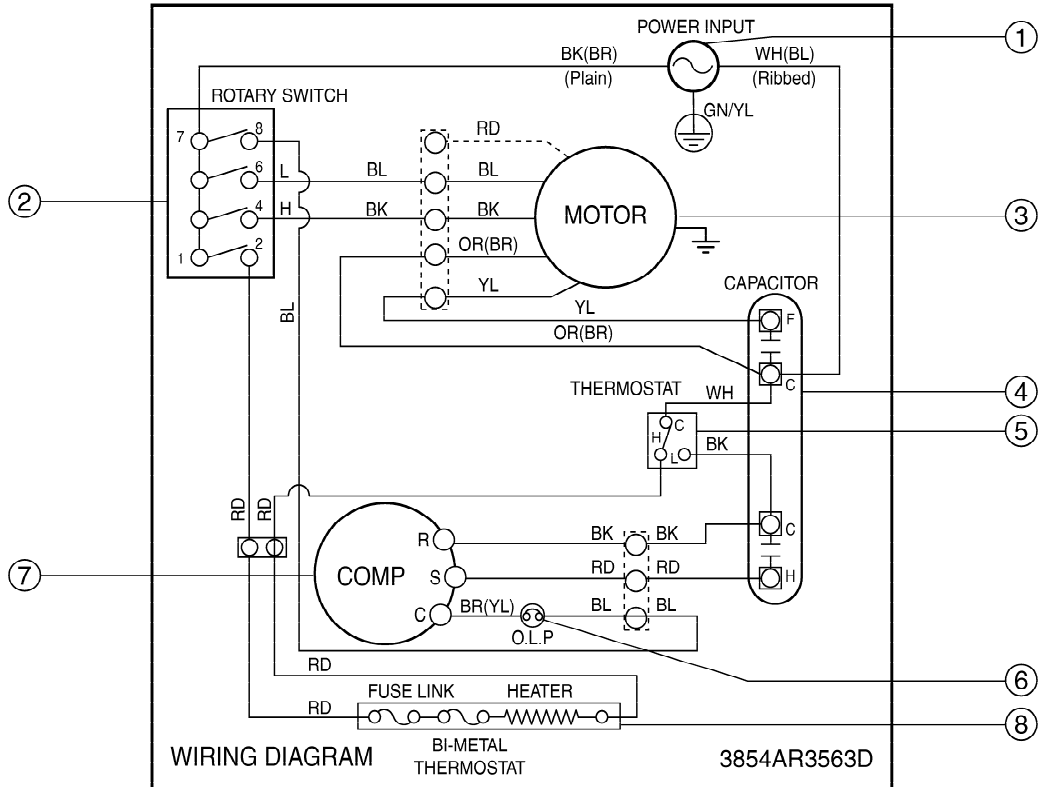 POWER INPUT
1
BK(BR)
WH(BL)
(Plain)
(Ribbed)
ROTARY SWITCH
GN/YL
7
8
RD
6
L
BL
BL
2
4
H
BK
BK
MOTOR
3
OR(BR)
1
2
YL
CAPACITOR
BL
YL
F
OR(BR)
C
THERMOSTAT
WH
4
C
H
5
L
BK
RD
RD
R
BK
BK
C
7
COMP
S
RD
RD
H
C
BR(YL)
BL
BL
O.L.P
RD
6
FUSE LINK
HEATER
RD
8
BI-METAL
THERMOSTAT
WIRING DIAGRAM
3854AR3563D